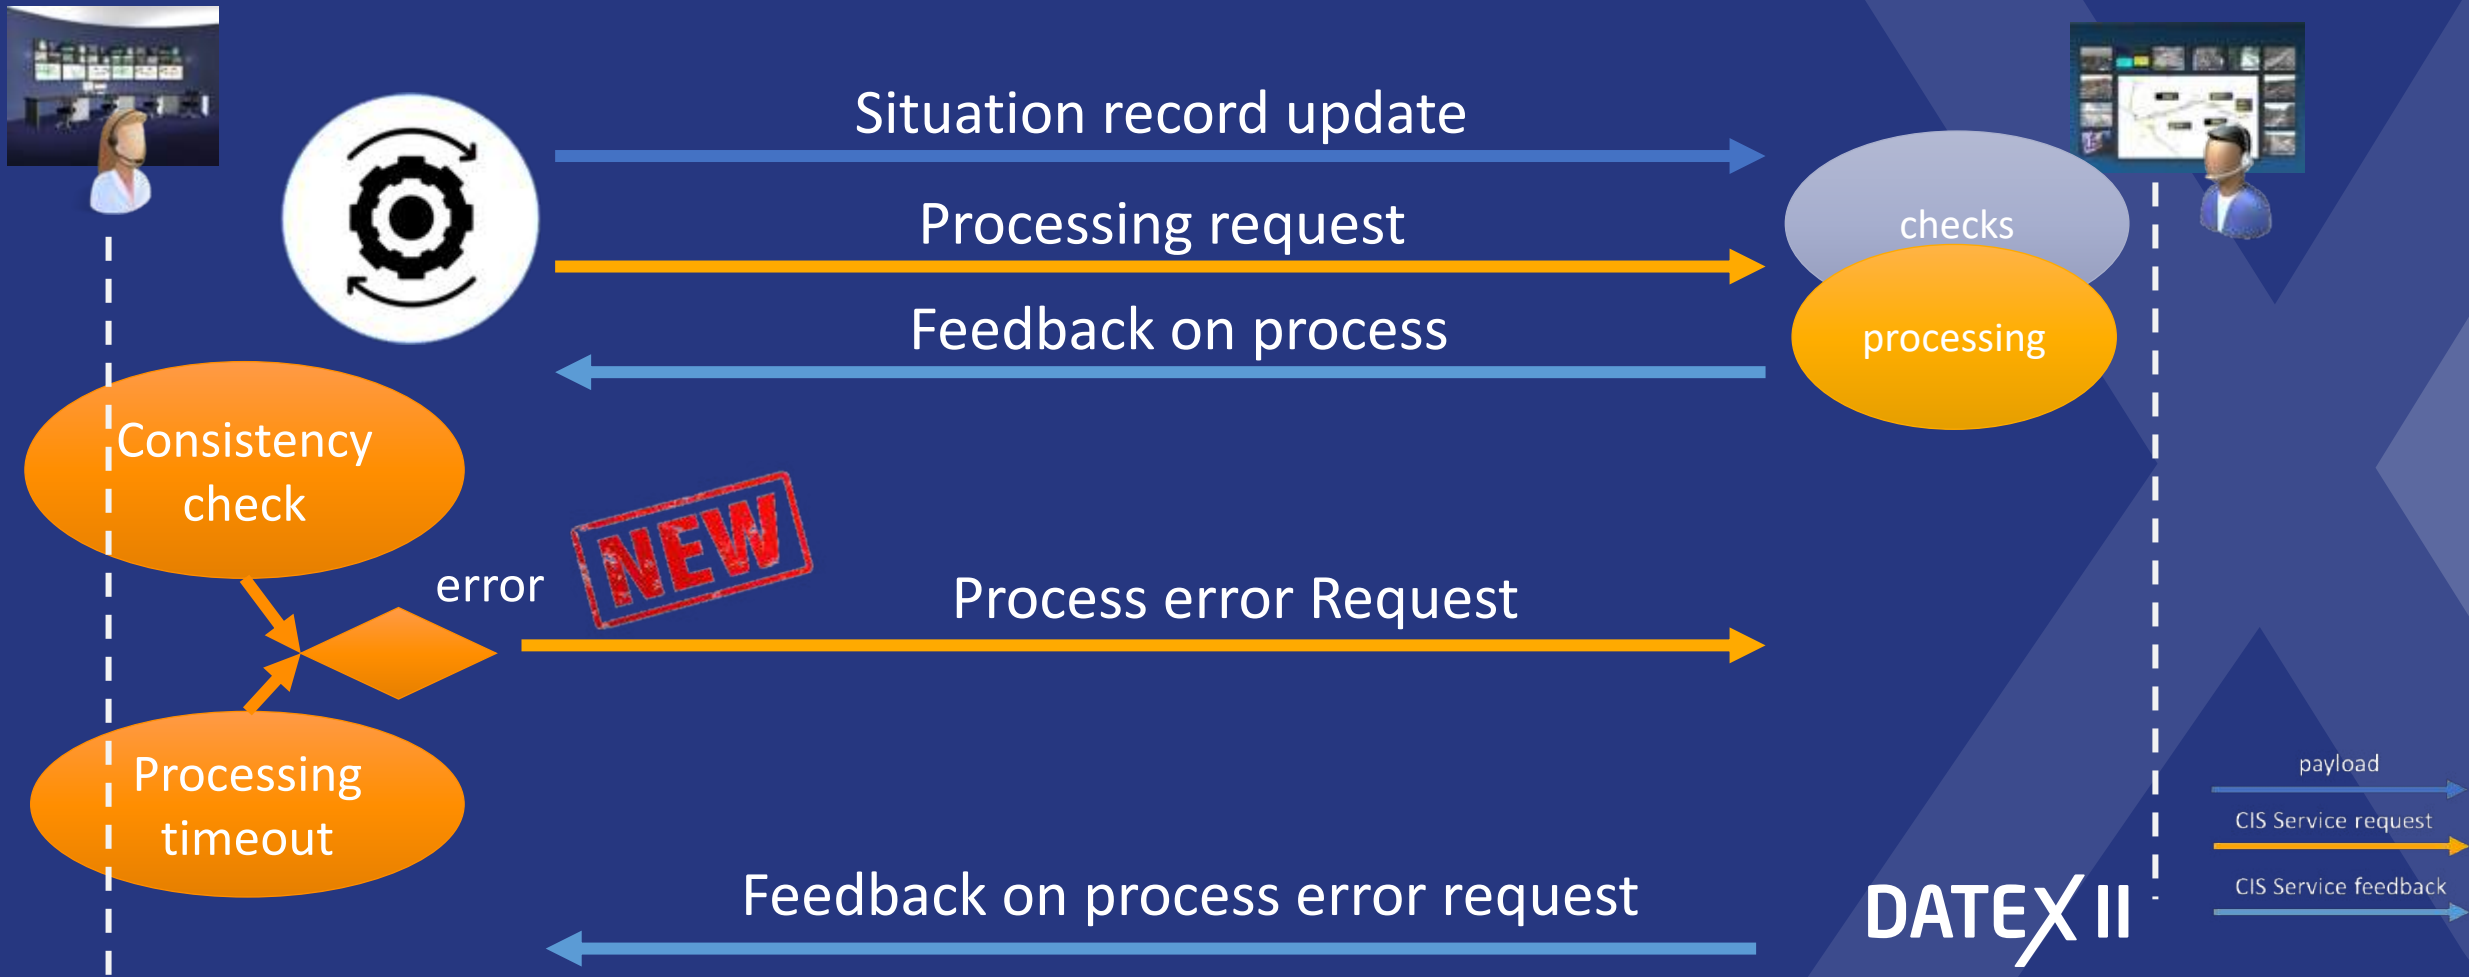 Situation record update
Processing request
checks
Feedback on process
processing
Consistency
check
NEW
error
Process error Request
Processing
timeout
payload
CIS Service request
CIS Service feedback
Feedback on process error request
DATEX II